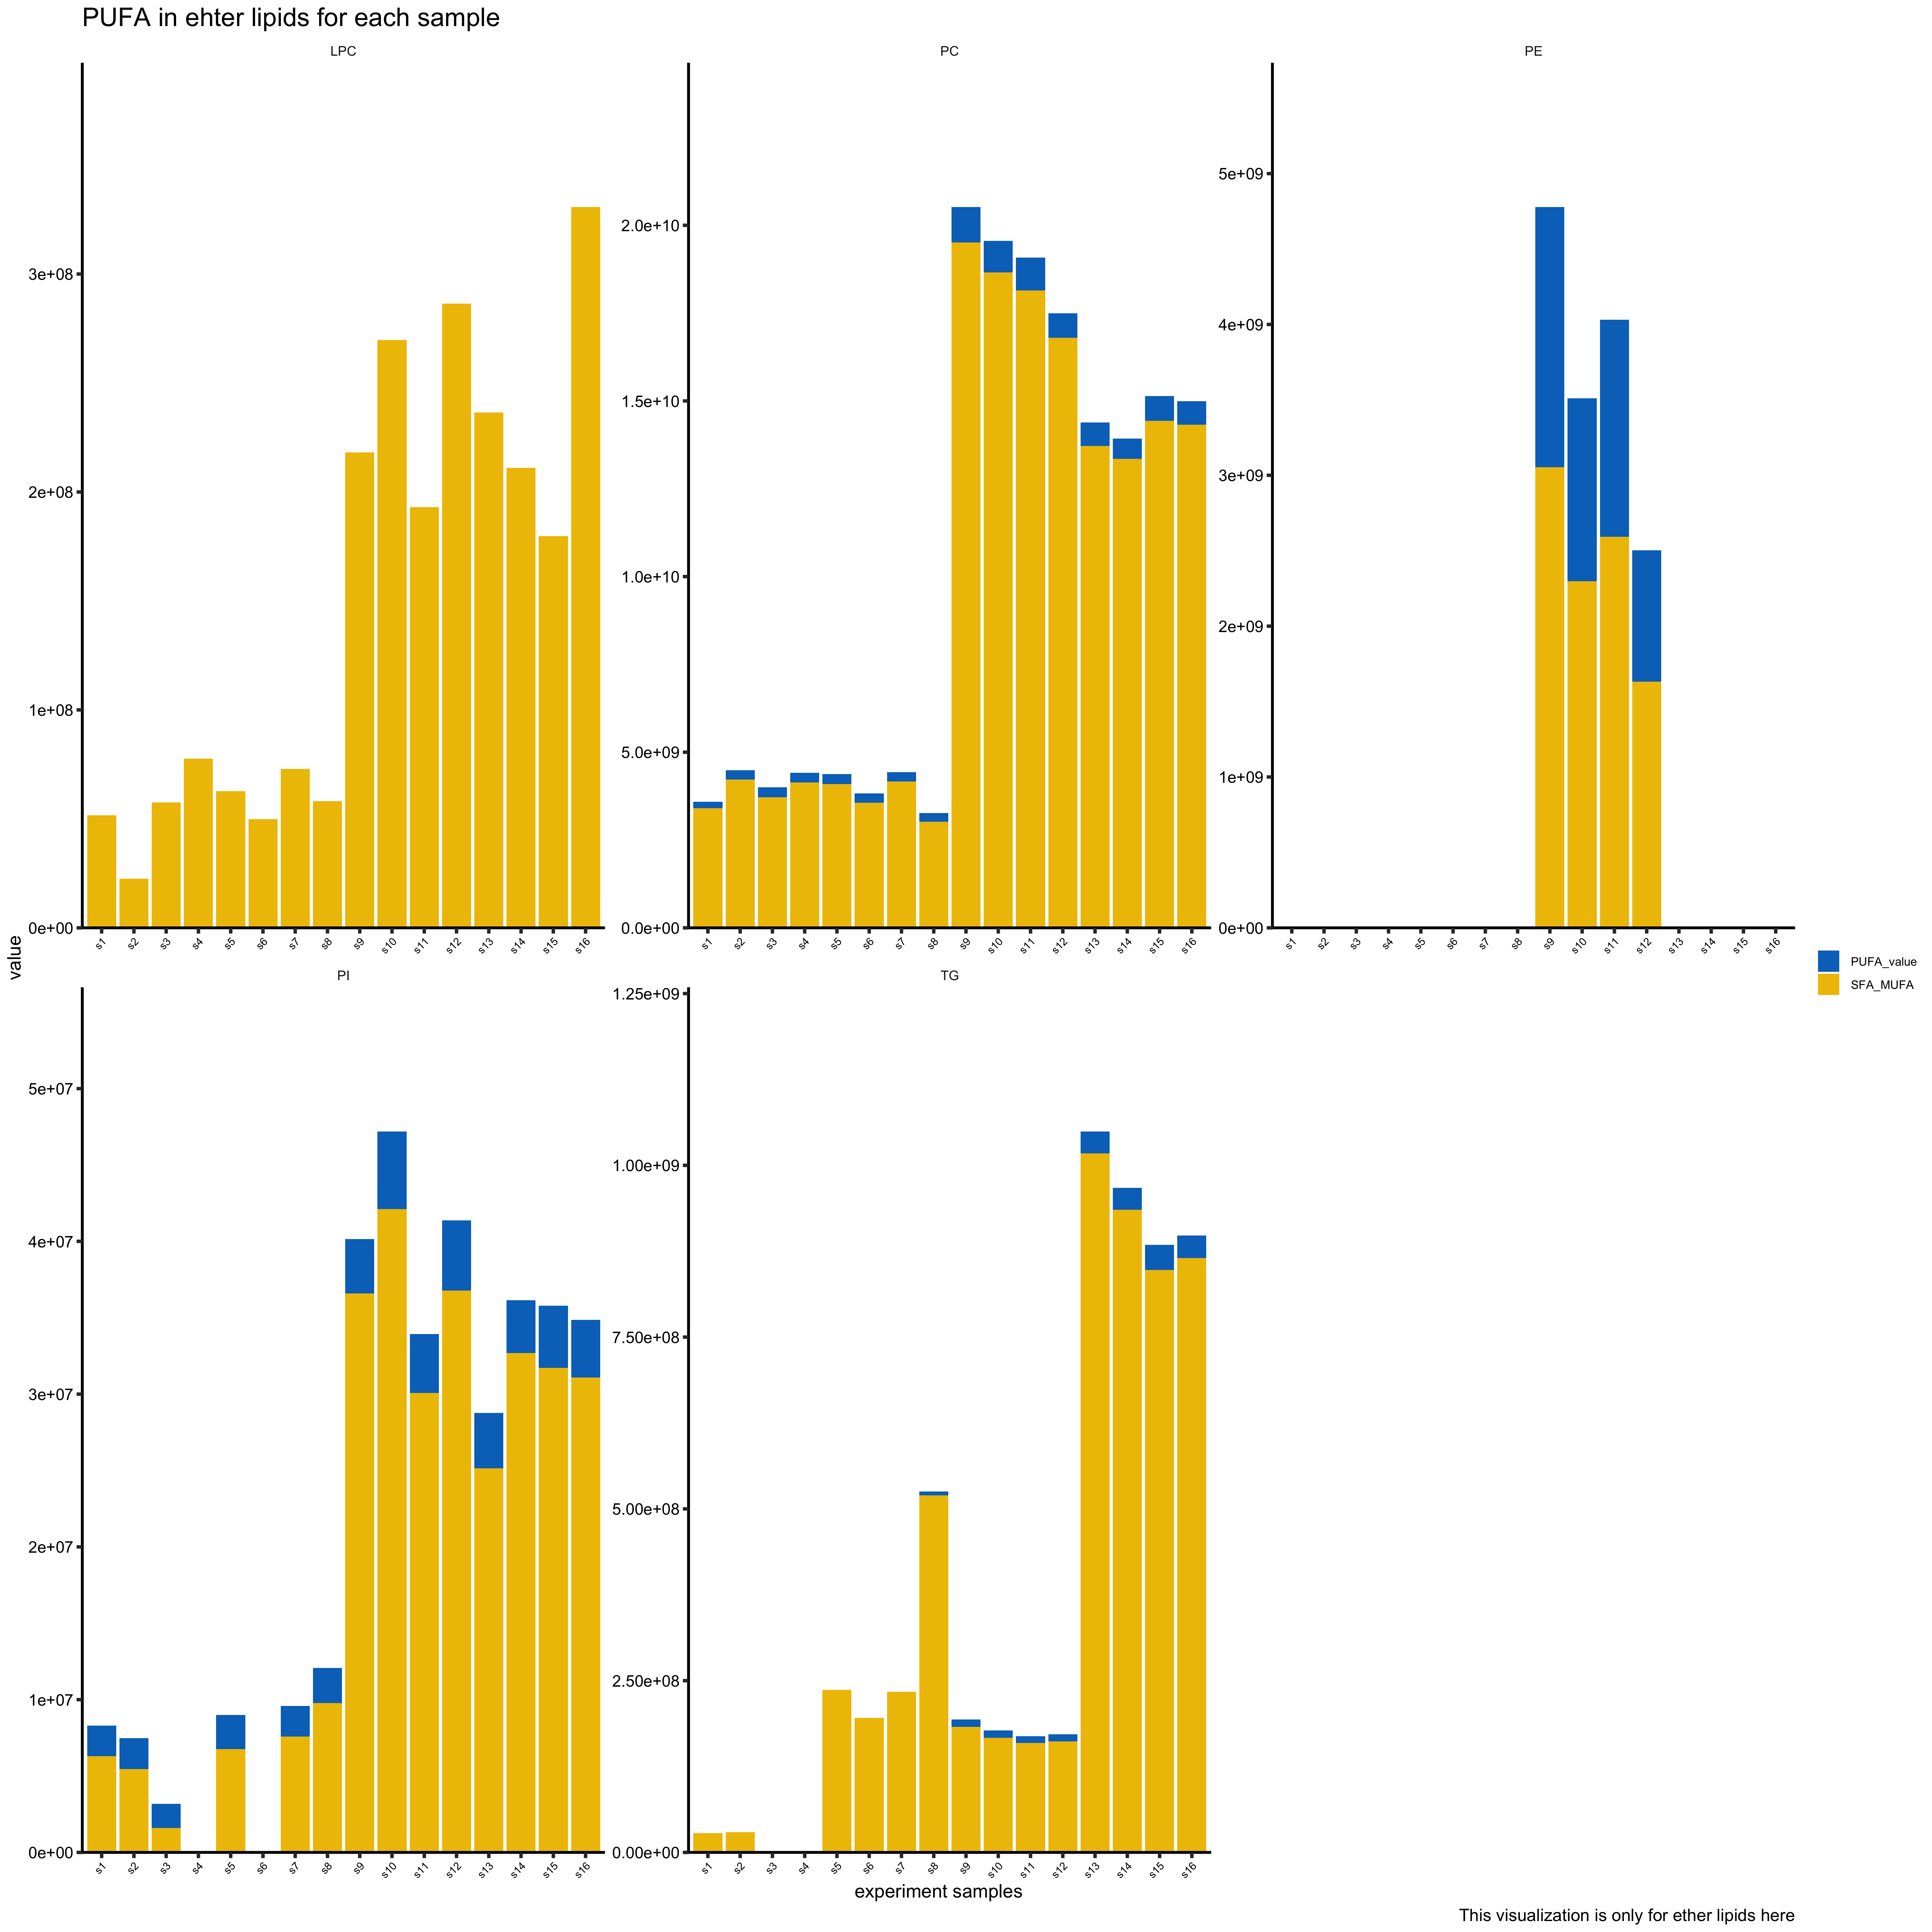 PUFA in ehter lipids for each sample
LPC
PC
PE
3e+08
2e+08
1e+08
0e+00
s1 s2 s3 s4 s5 s6 s7 s8 s9 s10 s11 s12 s13 s14 s15 s16
2.0e+10
1.5e+10
1.0e+10
5.0e+09
0.0e+00
s1 s2 s3 s4 s5 s6 s7 s8 s9 s10 s11 s12 s13 s14 s15 s16
5e+09
4e+09
3e+09
2e+09
1e+09
0e+00
s1 s2 s3 s4 s5 s6 s7 s8 s9 s10 s11 s12 s13 s14 s15 s16
value
PUFA_value
SFA_MUFA
PI
TG
5e+07
4e+07
3e+07
2e+07
1e+07
0e+00
s1 s2 s3 s4 s5 s6 s7 s8 s9 s10 s11 s12 s13 s14 s15 s16
1.25e+09
1.00e+09
7.50e+08
5.00e+08
2.50e+08
0.00e+00
s1 s2 s3 s4 s5 s6 s7 s8 s9 s10 s11 s12 s13 s14 s15 s16
experiment samples
This visualization is only for ether lipids here